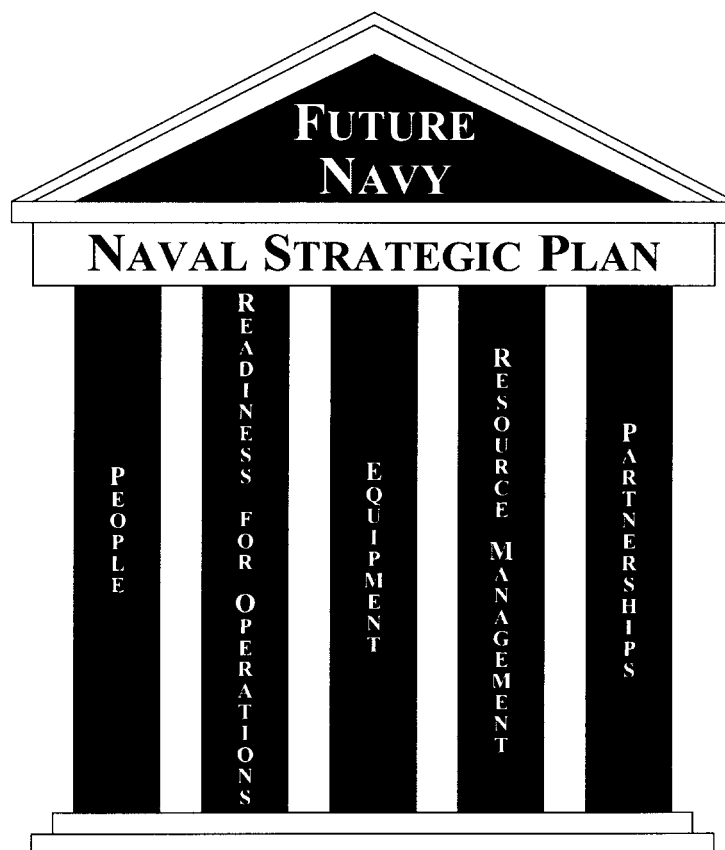 FUTURE
NAVY
NAVAL STRATEGIC PLAN
PEOPLE
READINESS FOR OPERATIONS
EQUIPMENT
RESOURCE MANAGEMENT
PARTNERSHIPS